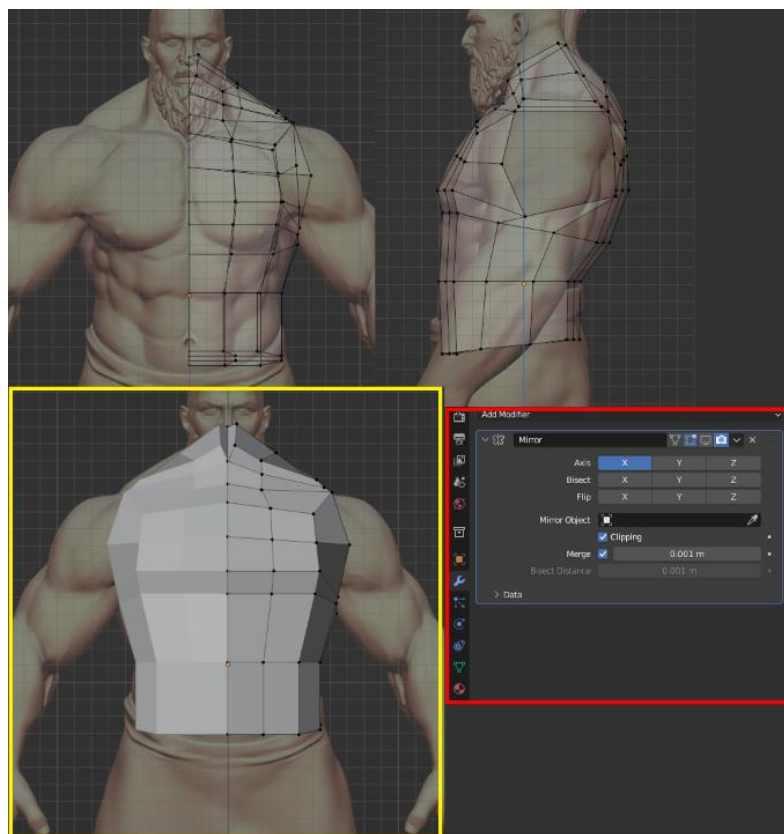 Add Modifier
Mirror
Axis X Y Z
Bisect X Y Z
Flip X Y Z
Mirror Object
Clipping
Merge 0.001 m
Bisect Distance 0.001 m
Data